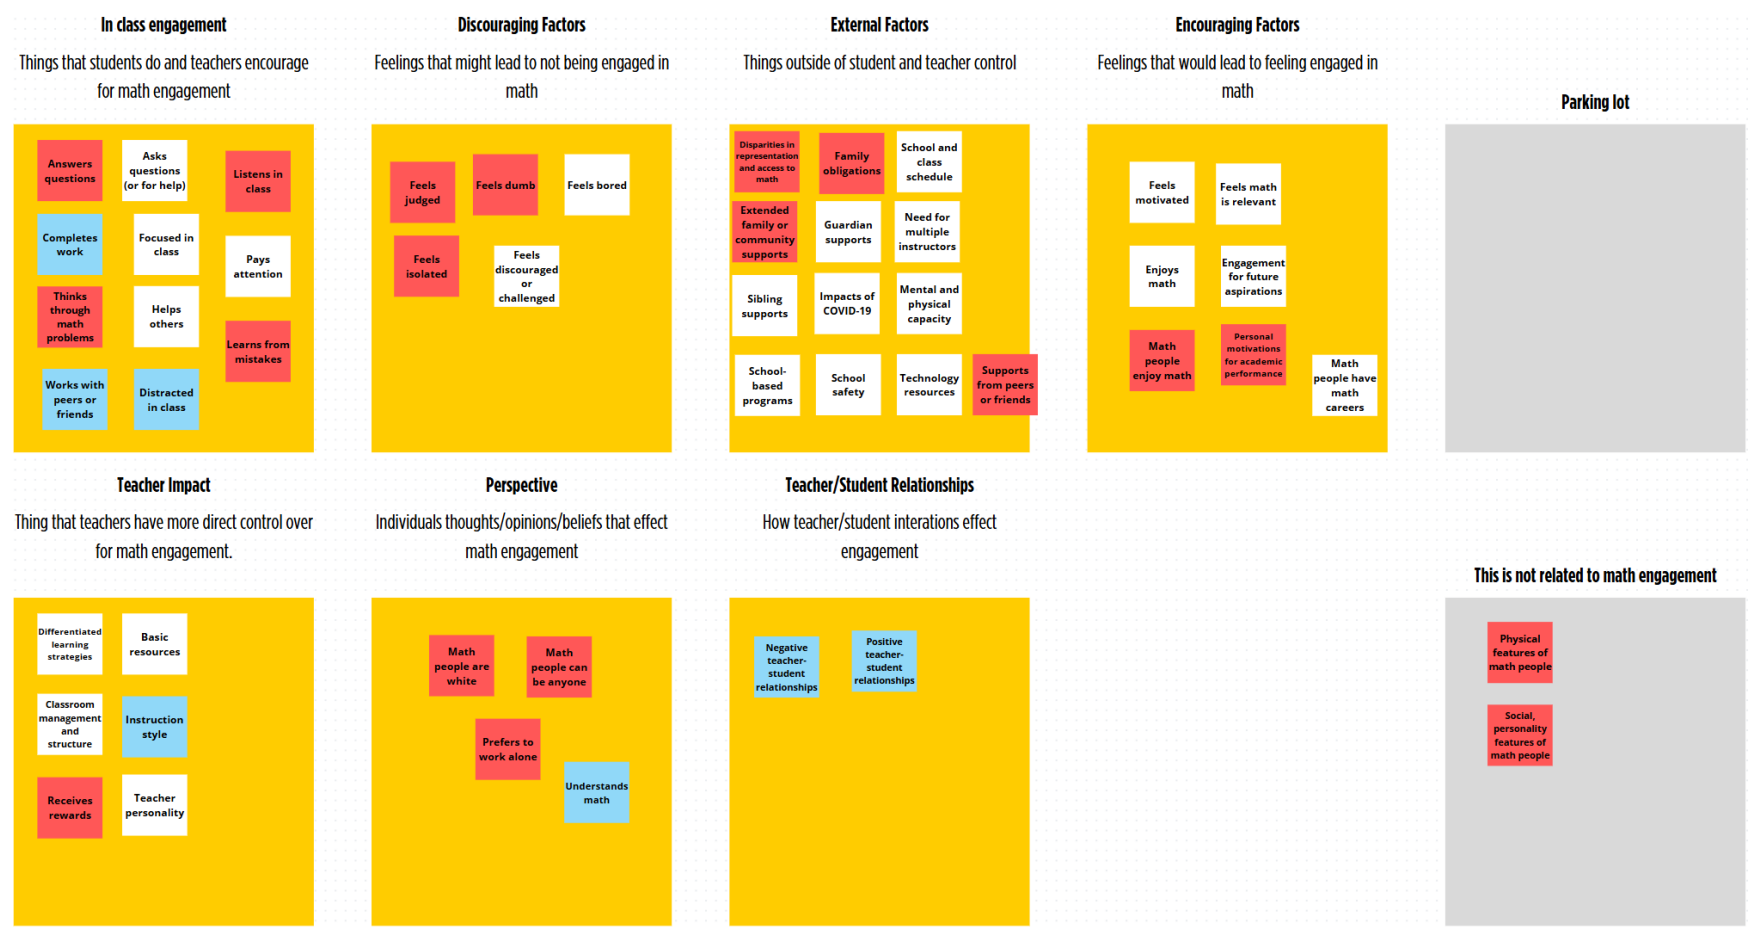 In class engagement
Things that students do and teachers encourage
for math engagement
Answers
questions
Asks
questions
(or for help)
Listens in
class
Completes
work
Focused in
class
Pays
attention
Thinks
through
math
problems
Helps
others
Learns from
mistakes
Works with
peers or
friends
Distracted
in class
Discouraging Factors
Feelings that might lead to not being engaged in
math
Feels
judged
Feels dumb
Feels bored
Feels
isolated
Feels
discouraged
or
challenged
External Factors
Things outside of student and teacher control
Disparities in
representation
and access to
math
Family
obligations
School and
class
schedule
Extended
family or
community
supports
Guardian
supports
Need for
multiple
instructors
Sibling
supports
Impacts of
COVID-19
Mental and
physical
capacity
School-
based
programs
School
safety
Technology
resources
Supports
from peers
or friends
Encouraging Factors
Feelings that would lead to feeling engaged in
math
Feels
motivated
Feels math
is relevant
Enjoys
math
Engagement
for future
aspirations
Math
people
enjoy math
Personal
motivations
for academic
performance
Math
people have
math
careers
Parking lot
Teacher Impact
Thing that teachers have more direct control over
for math engagement.
Differentiated
learning
strategies
Basic
resources
Classroom
management
and
structure
Instruction
style
Receives
rewards
Teacher
personality
Perspective
Individuals thoughts/opinions/beliefs that effect
math engagement
Math
people are
white
Math
people can
be anyone
Prefers to
work alone
Understands
math
Teacher/Student Relationships
How teacher/student interations effect
engagement
Negative
teacher-
student
relationships
Positive
teacher-
student
relationships
This is not related to math engagement
Physical
features of
math people
Social,
personality
features of
math people